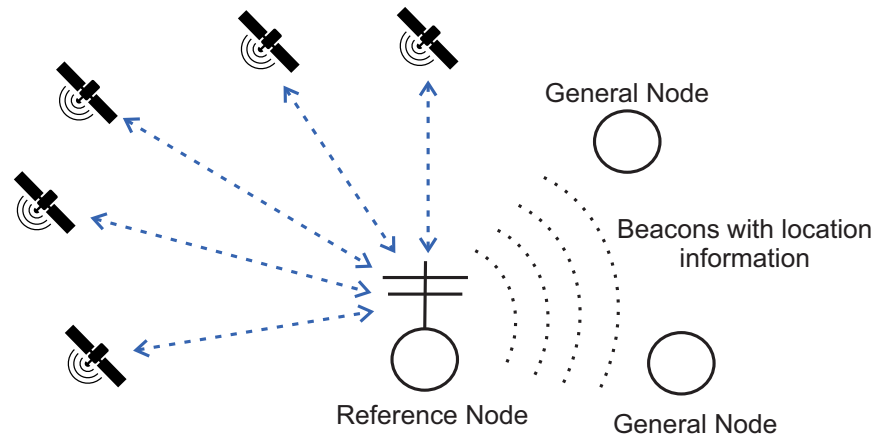 General Node
Beacons with location
information
Reference Node
General Node